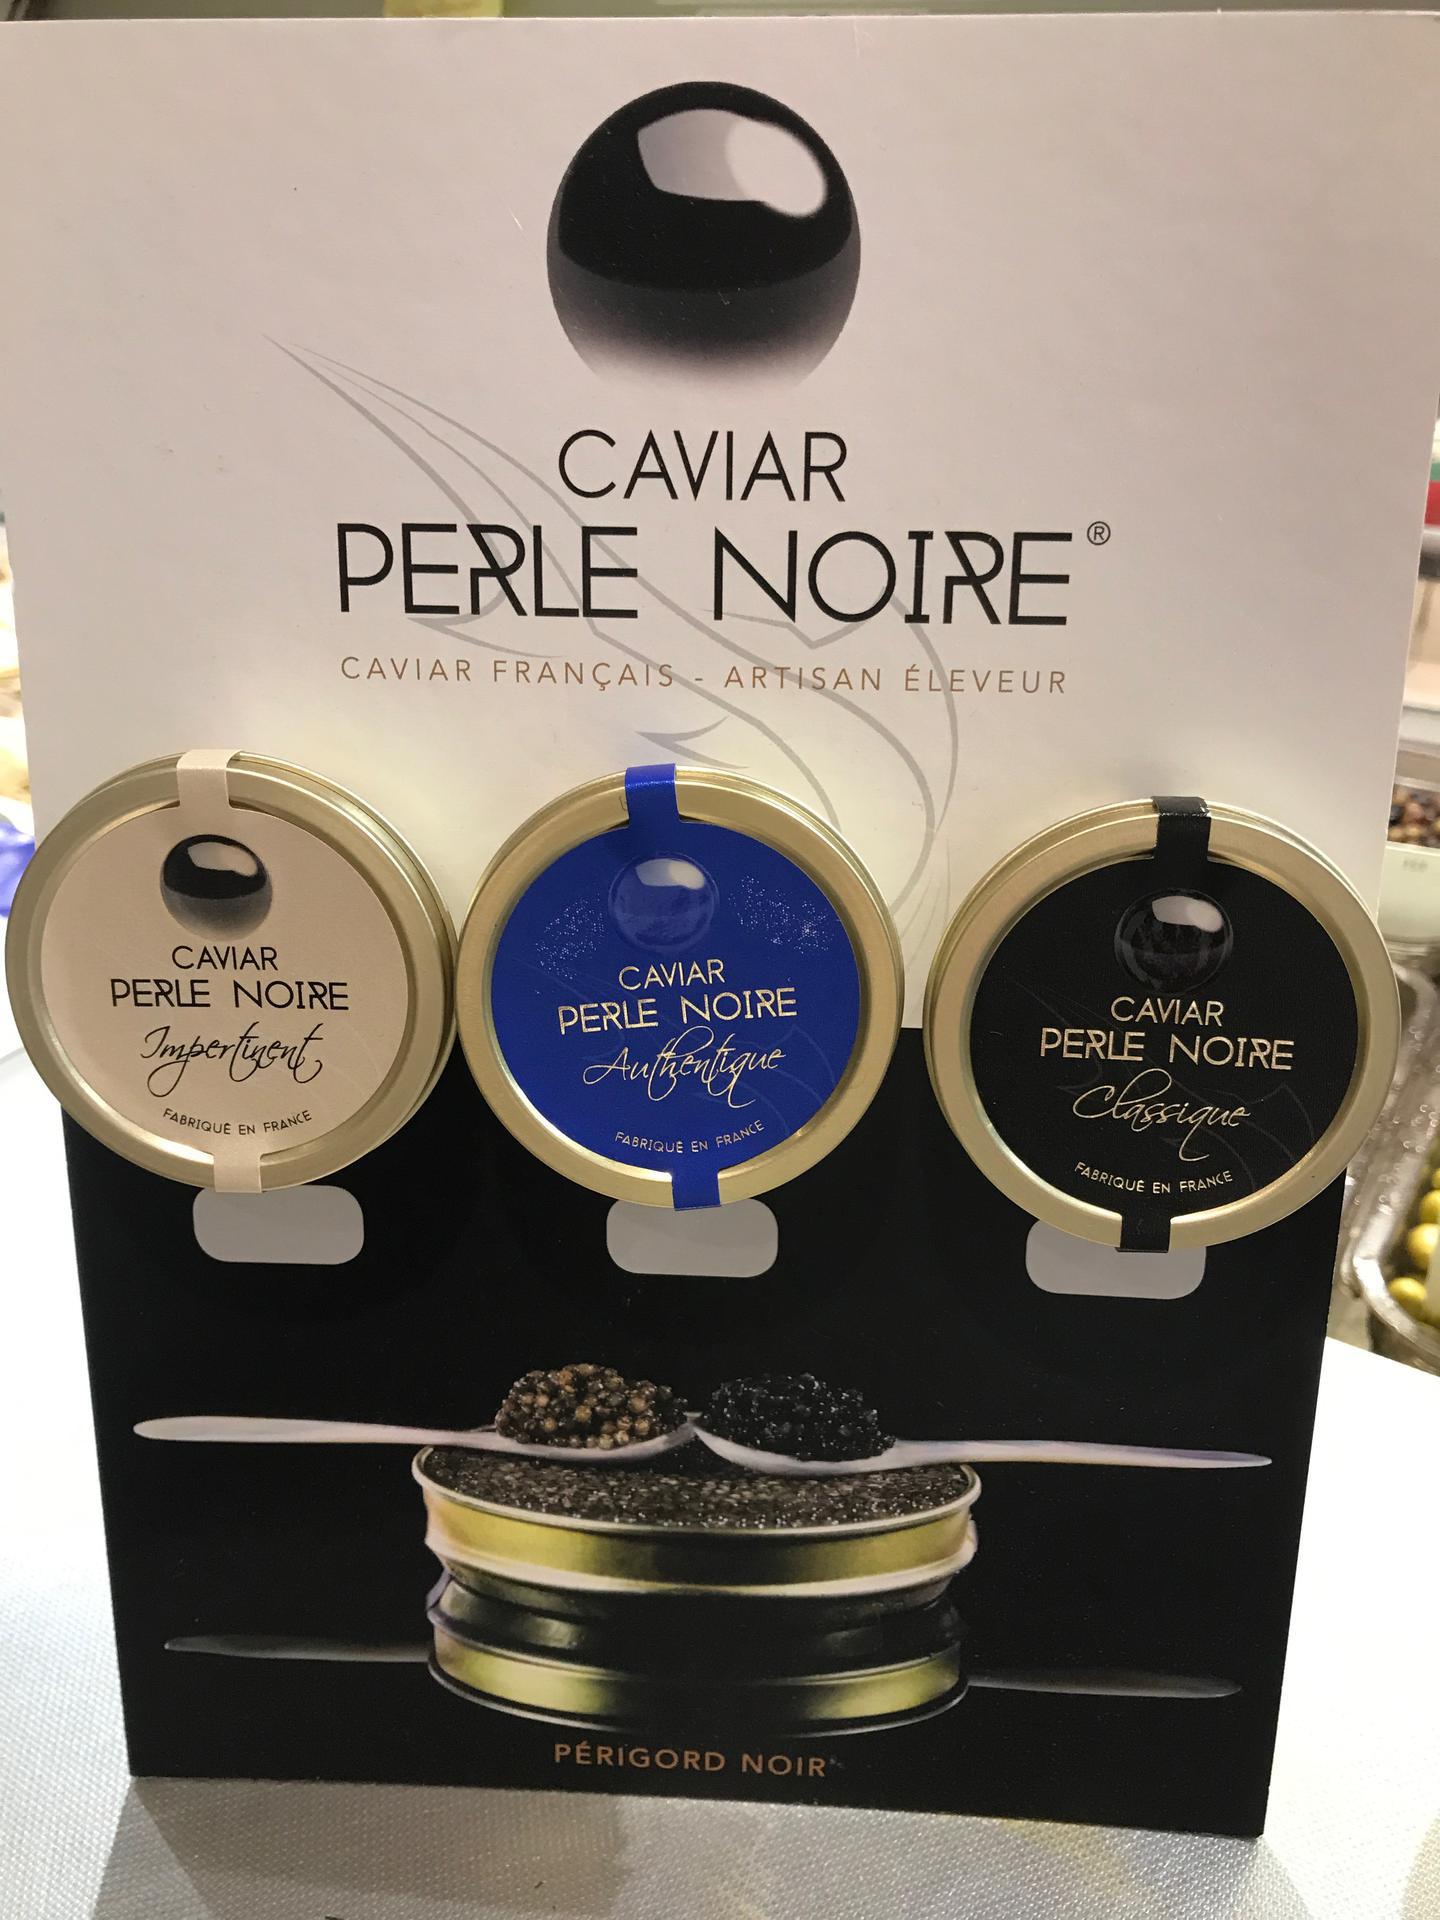 CAVIAR
PERLE NOIRE®
CAVIAR FRANÇAIS - ARTISAN ÉLEVEUR
CAVIAR
PERLE NOIRE
Impertinent
FABRIQUÉ EN FRANCE
CAVIAR
PERLE NOIRE
Authentique
FABRIQUÉ EN FRANCE
CAVIAR
PERLE NOIRE
Classique
FABRIQUÉ EN FRANCE
PÉRIGORD NOIR